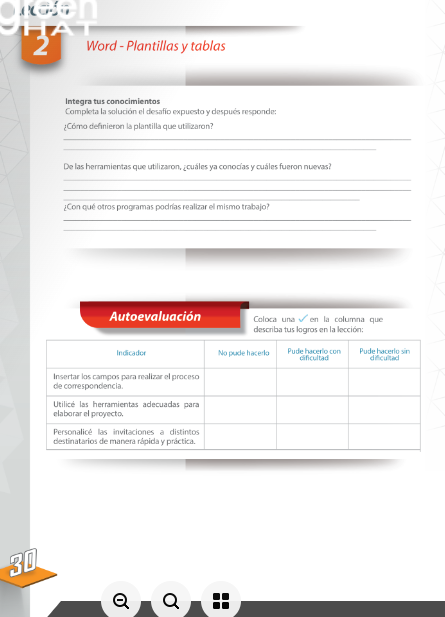 Lección
green
CHAT
2
Word - Plantillas y tablas
Integra tus conocimientos
Completa la solución el desafío expuesto y después responde:
¿Cómo definieron la plantilla que utilizaron?
De las herramientas que utilizaron, ¿cuáles ya conocías y cuáles fueron nuevas?
¿Con qué otros programas podrías realizar el mismo trabajo?
Autoevaluación
Coloca una ✓ en la columna que
describa tus logros en la lección:
Indicador
No pude hacerlo
Pude hacerlo con
dificultad
Pude hacerlo sin
dificultad
Insertar los campos para realizar el proceso
de correspondencia.
Utilicé las herramientas adecuadas para
elaborar el proyecto.
Personalicé las invitaciones a distintos
destinatarios de manera rápida y práctica.
30